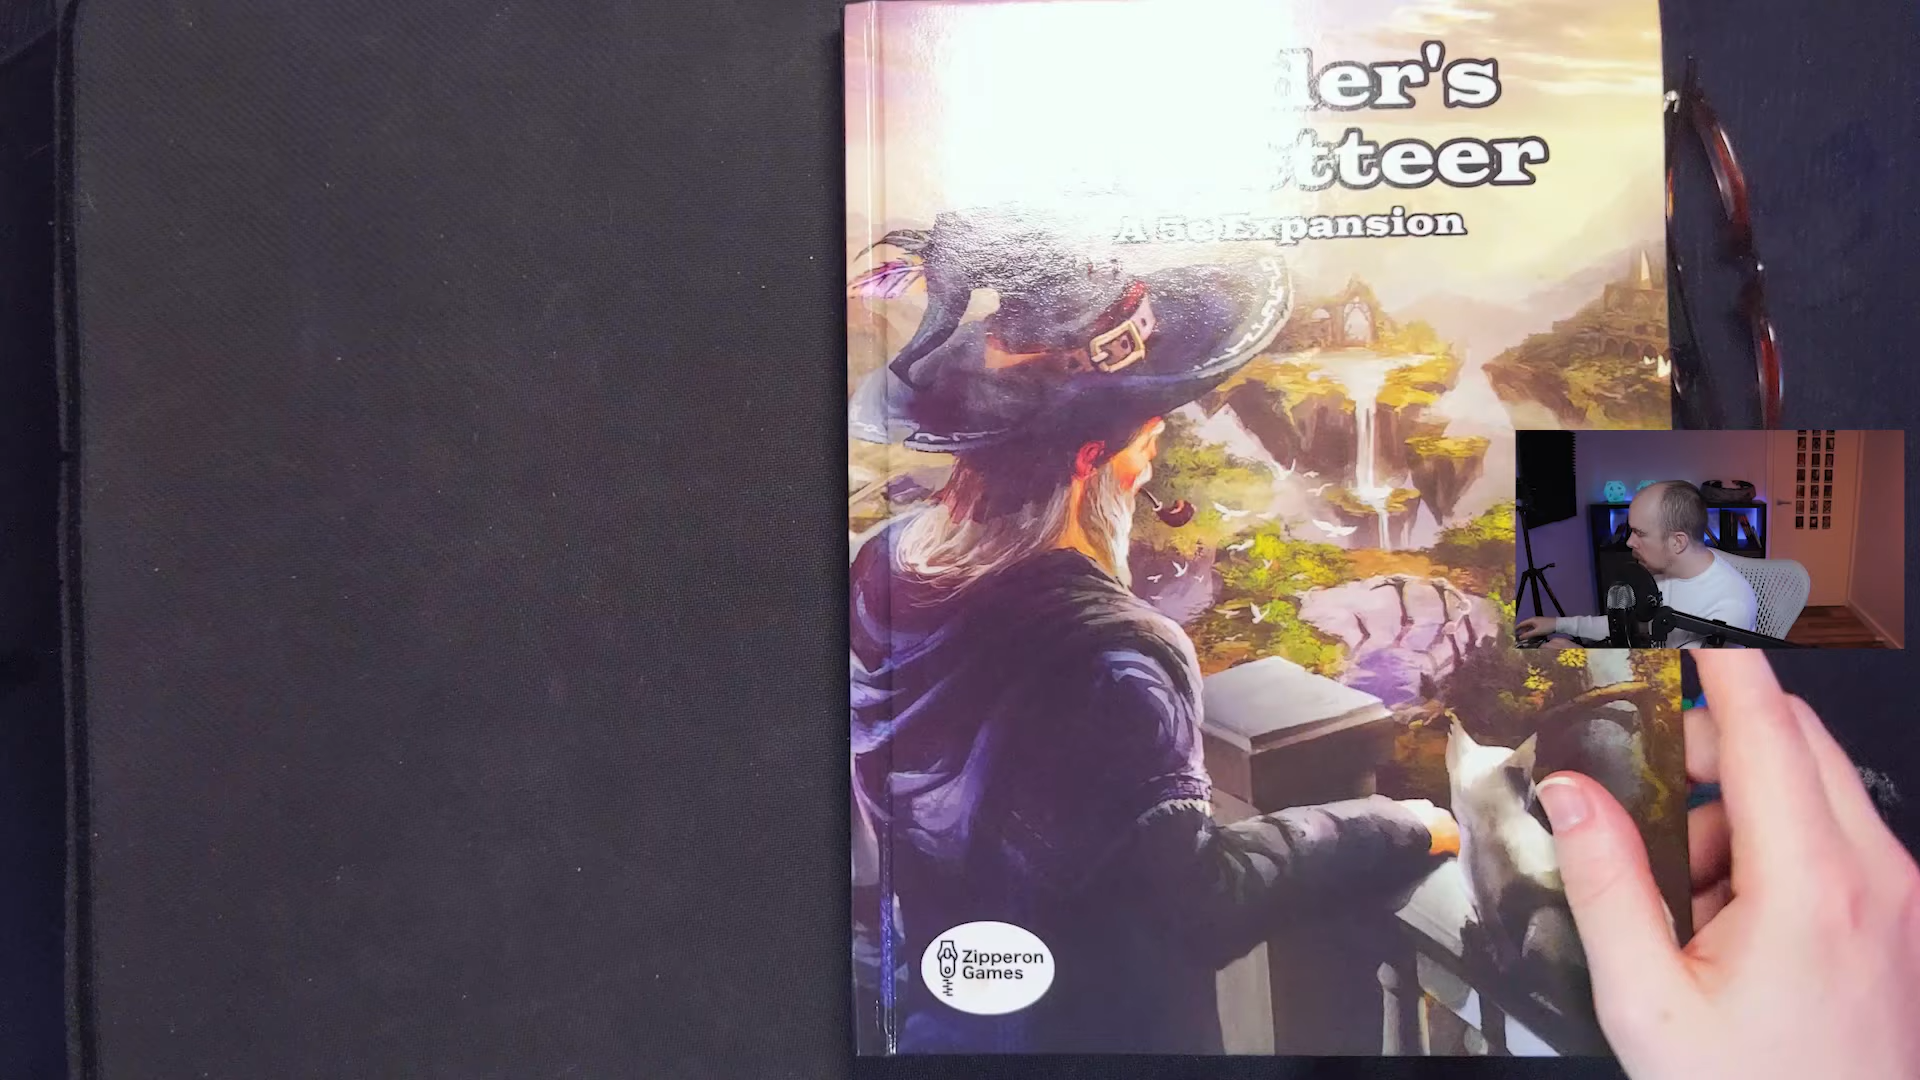 der's
tteer
A 5e Expansion
Zipperon
Games